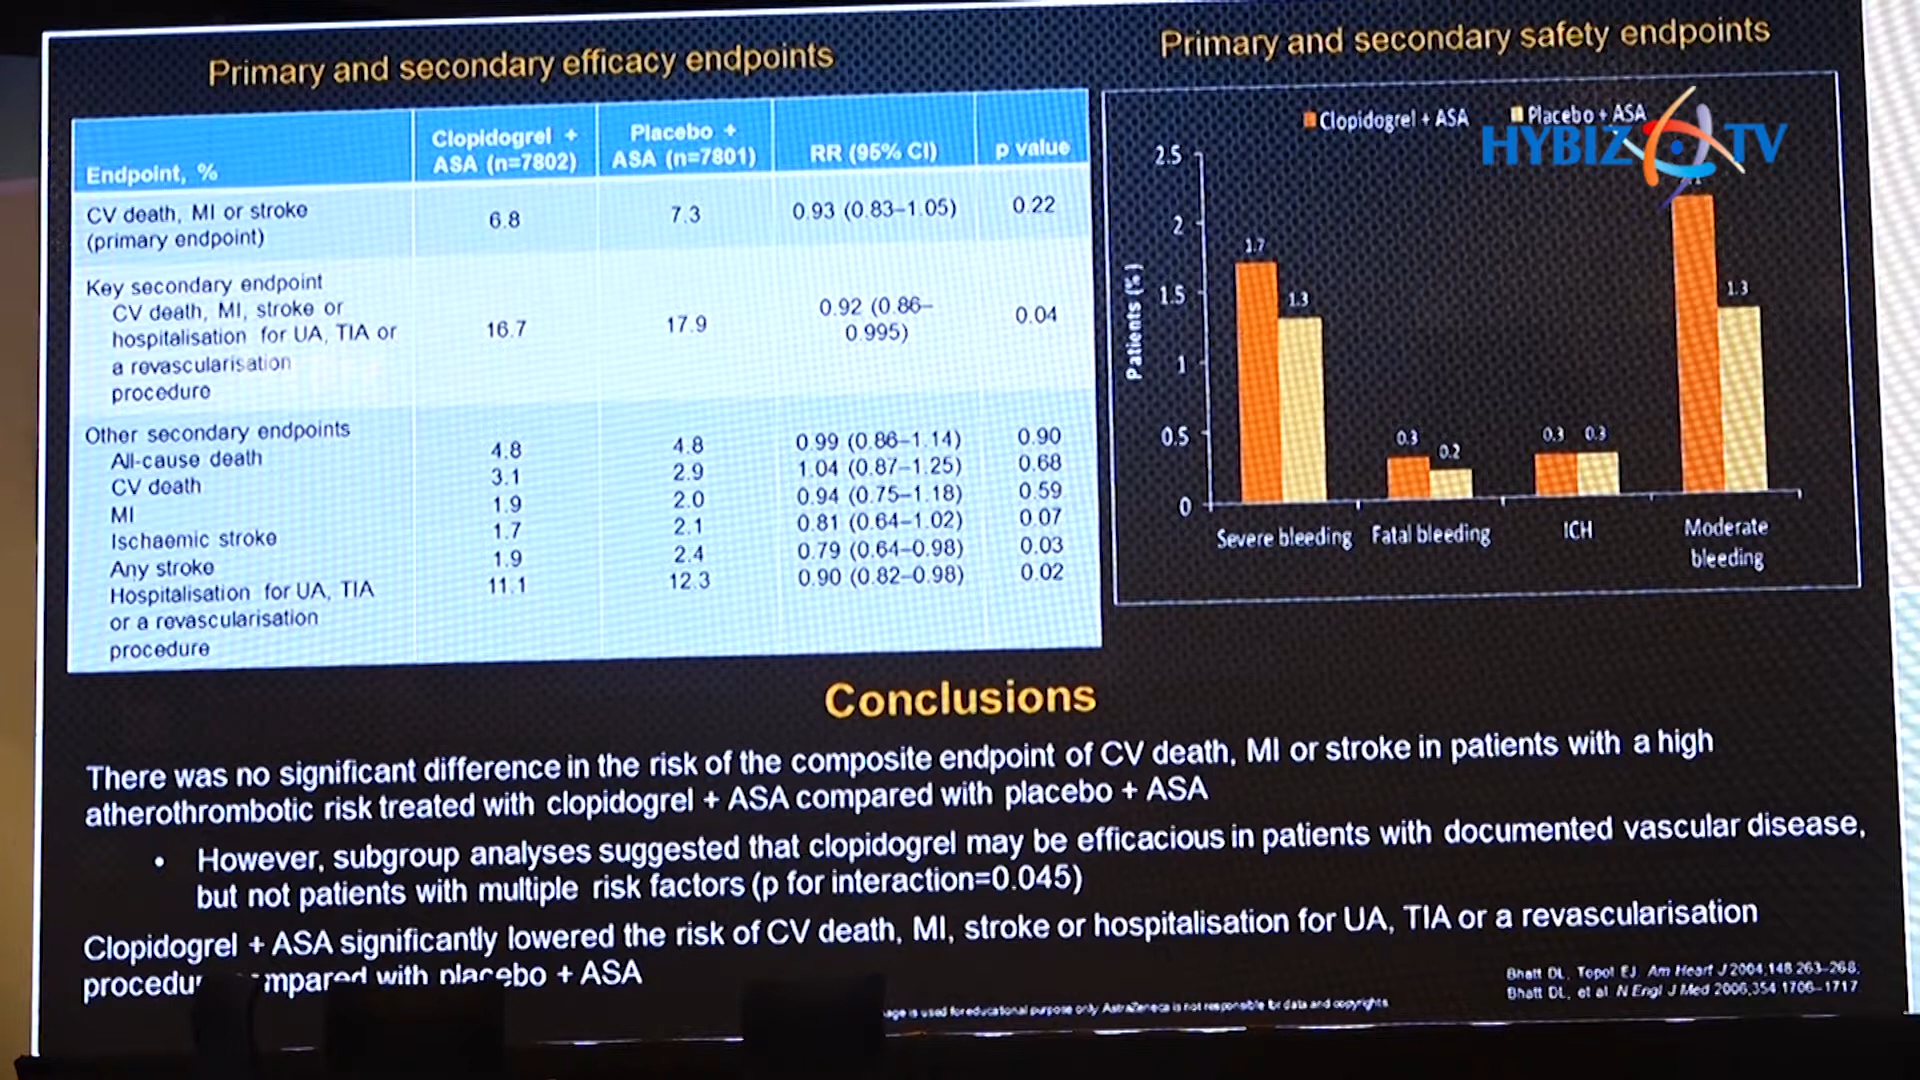 Primary and secondary efficacy endpoints
Endpoint, %
Clopidogrel +
ASA (n=7802)
Placebo +
ASA (n=7801)
RR (95% CI)
p value
CV death, MI or stroke
(primary endpoint)
6.8
7.3
0.93 (0.83–1.05)
0.22
Key secondary endpoint
CV death, MI, stroke or
hospitalisation for UA, TIA or
a revascularisation
procedure
16.7
17.9
0.92 (0.86–
0.995)
0.04
Other secondary endpoints
All-cause death
4.8
4.8
0.99 (0.86–1.14)
0.90
CV death
3.1
2.9
1.04 (0.87–1.25)
0.68
MI
1.9
2.0
0.94 (0.75–1.18)
0.59
Ischaemic stroke
1.7
2.1
0.81 (0.64–1.02)
0.07
Any stroke
1.9
2.4
0.79 (0.64–0.98)
0.03
Hospitalisation for UA, TIA
or a revascularisation
procedure
11.1
12.3
0.90 (0.82–0.98)
0.02
Primary and secondary safety endpoints
Clopidogrel + ASA
Placebo + ASA
HYBIZ TV
Patients (%)
2.5
2
1.5
1
0.5
0
1.7
1.3
0.3
0.2
0.3
0.3
1.3
Severe bleeding
Fatal bleeding
ICH
Moderate
bleeding
Conclusions
There was no significant difference in the risk of the composite endpoint of CV death, MI or stroke in patients with a high
atherothrombotic risk treated with clopidogrel + ASA compared with placebo + ASA
• However, subgroup analyses suggested that clopidogrel may be efficacious in patients with documented vascular disease,
but not patients with multiple risk factors (p for interaction=0.045)
Clopidogrel + ASA significantly lowered the risk of CV death, MI, stroke or hospitalisation for UA, TIA or a revascularisation
with placebo + ASA
Bhatt DL, Topol EJ. Am Heart J 2004;148:263–268;
Bhatt DL, et al. N Engl J Med 2006;354:1706–1717
is used for educational purpose only. AstraZeneca is not responsible for data and copyrights